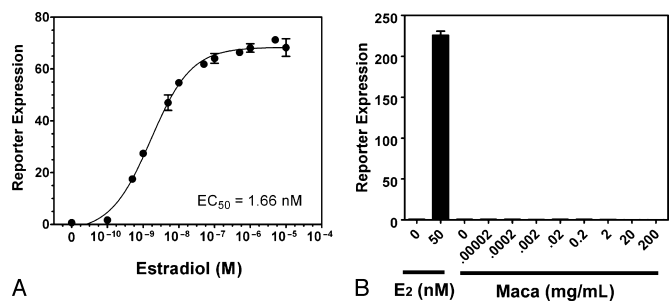 80
60
40
20
0
Reporter Expression
EC50 = 1.66 nM
0 10−10 10−9 10−8 10−7 10−6 10−5 10−4
Estradiol (M)
A
250
200
150
100
50
0
Reporter Expression
0 50 0 .00002 .0002 .002 .02 0.2 2 20 200
E2 (nM) Maca (mg/mL)
B